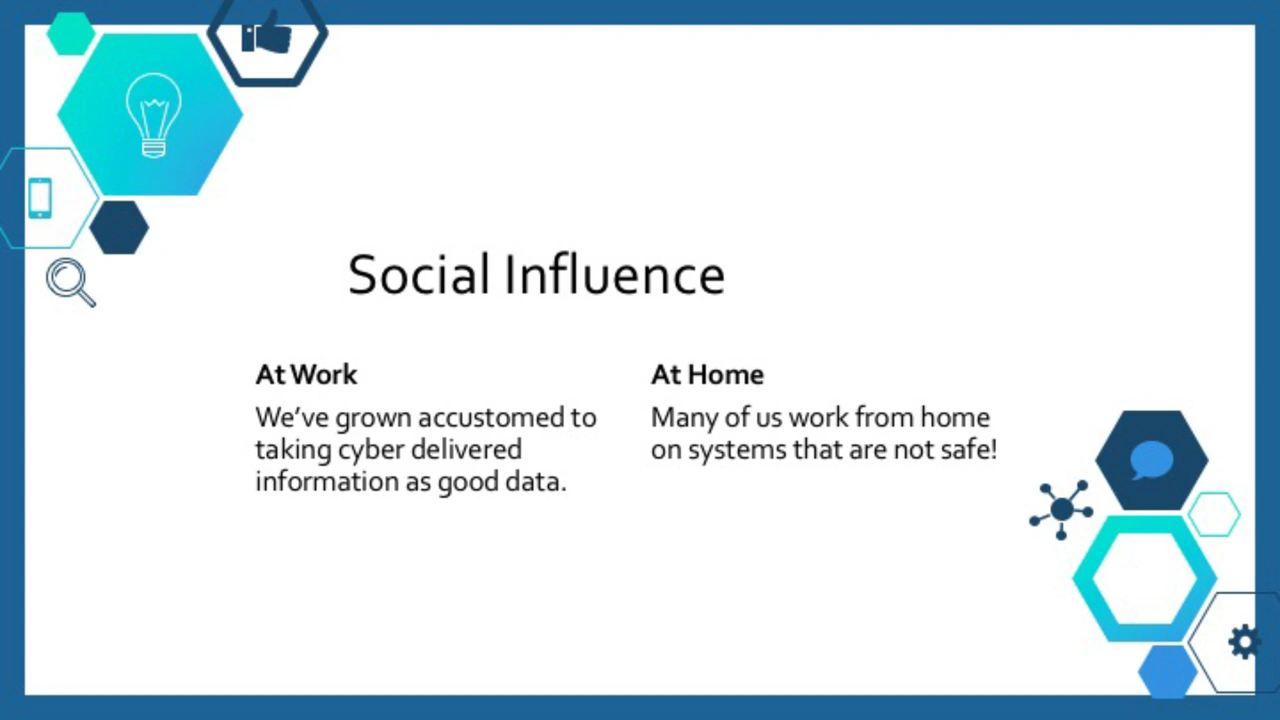 Social Influence
At Work
We’ve grown accustomed to
taking cyber delivered
information as good data.
At Home
Many of us work from home
on systems that are not safe!